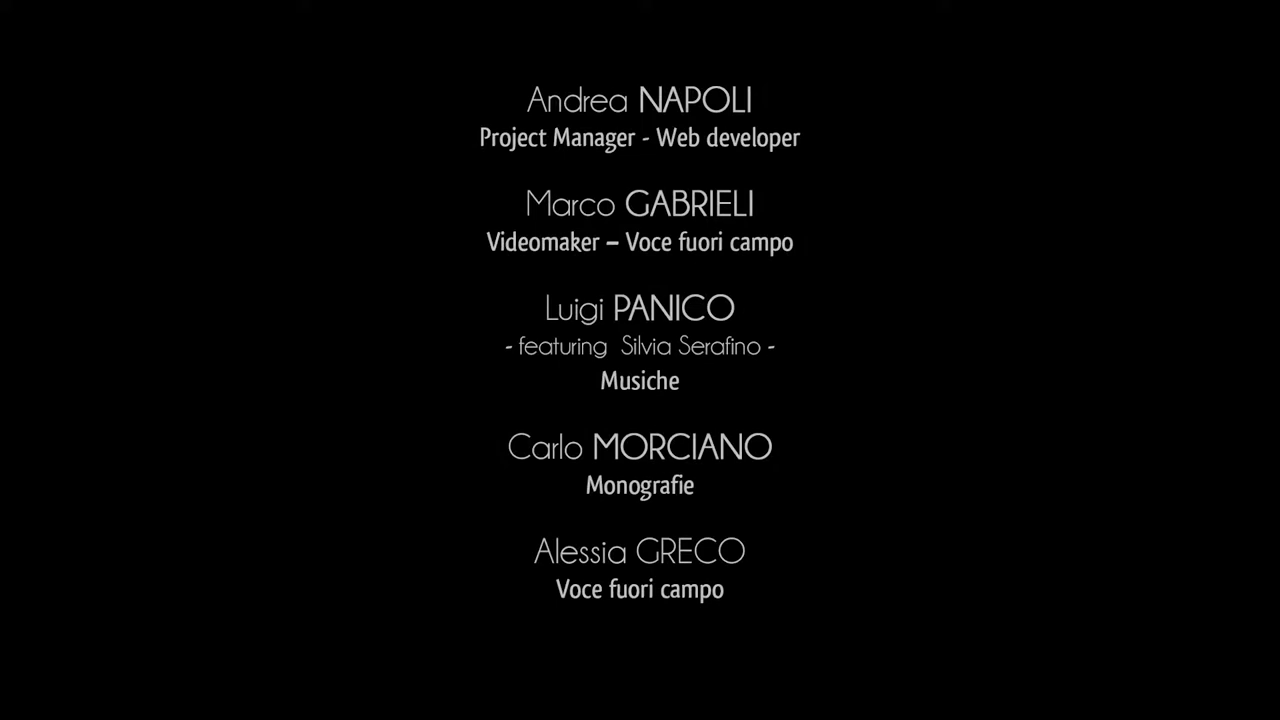 Andrea NAPOLI
Project Manager - Web developer
Marco GABRIELI
Videomaker – Voce fuori campo
Luigi PANICO
- featuring Silvia Serafino -
Musiche
Carlo MORCIANO
Monografie
Alessia GRECO
Voce fuori campo